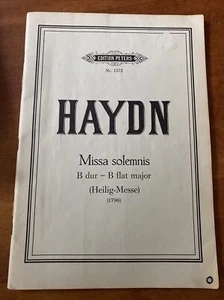 EDITION PETERS
Nr. 1372
HAYDN
Missa solemnis
B dur – B flat major
(Heilig-Messe)
(1796)